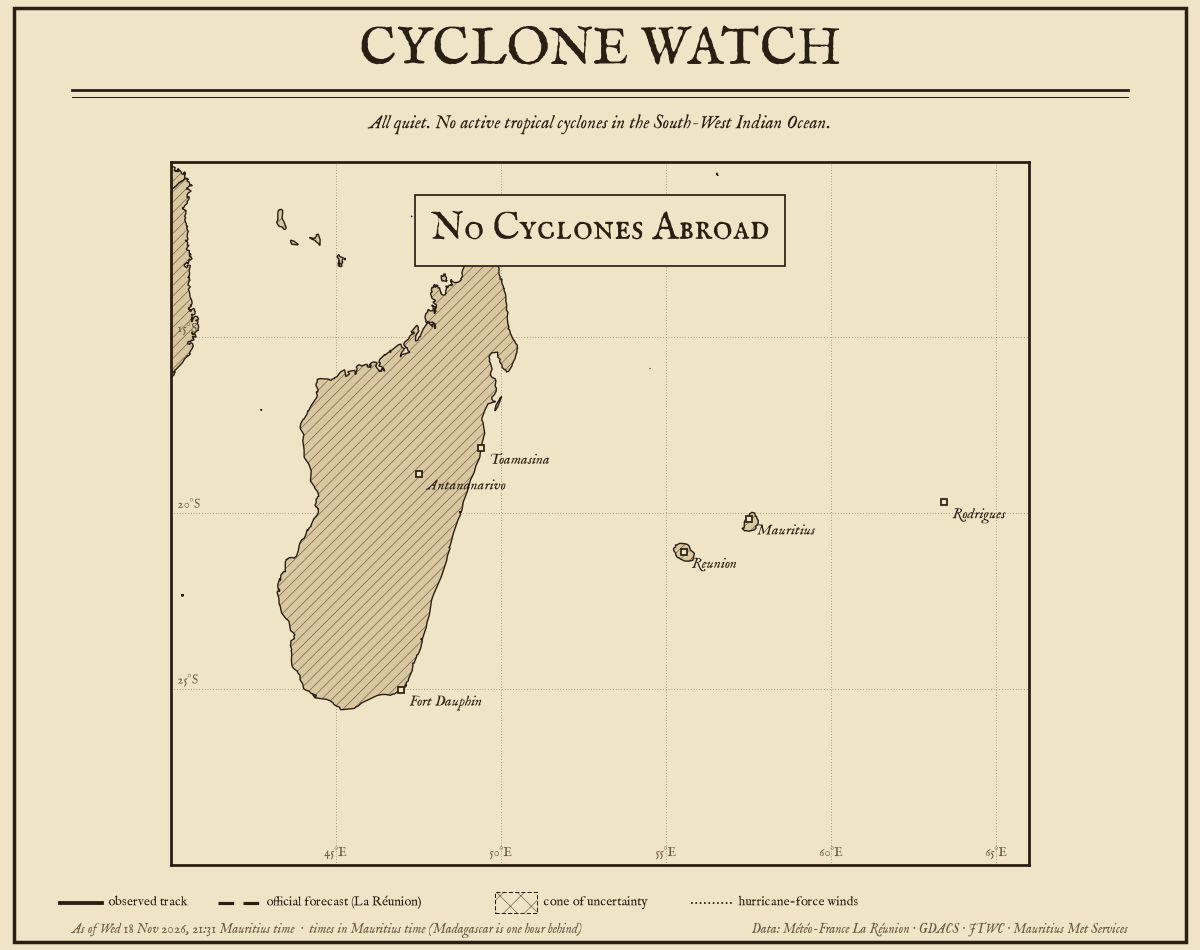 CYCLONE WATCH
All quiet. No active tropical cyclones in the South-West Indian Ocean.
No Cyclones Abroad
15°S
Toamasina
Antananarivo
20°S
Rodrigues
Mauritius
Reunion
25°S
Fort Dauphin
45°E 50°E 55°E 60°E 65°E
observed track official forecast (La Réunion) cone of uncertainty hurricane-force winds
As of Wed 18 Nov 2026, 21:31 Mauritius time · times in Mauritius time (Madagascar is one hour behind) Data: Météo-France La Réunion · GDACS · JTWC · Mauritius Met Services